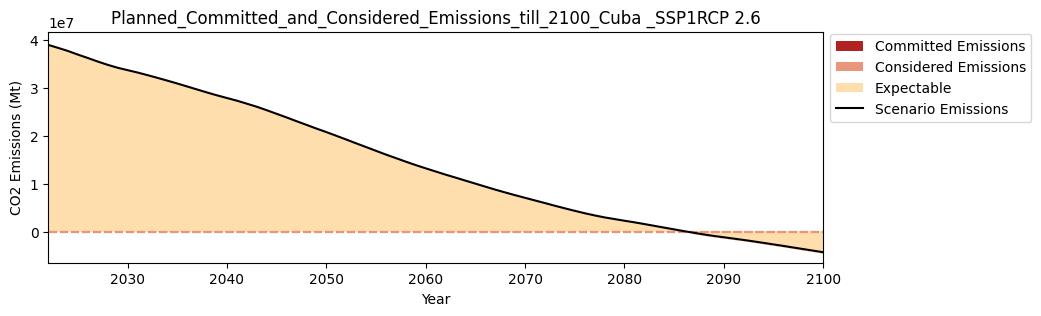 Planned_Committed_and_Considered_Emissions_till_2100_Cuba _SSP1RCP 2.6
1e7
4
3
2
1
0
CO2 Emissions (Mt)
2030 2040 2050 2060 2070 2080 2090 2100
Year
Committed Emissions
Considered Emissions
Expectable
Scenario Emissions